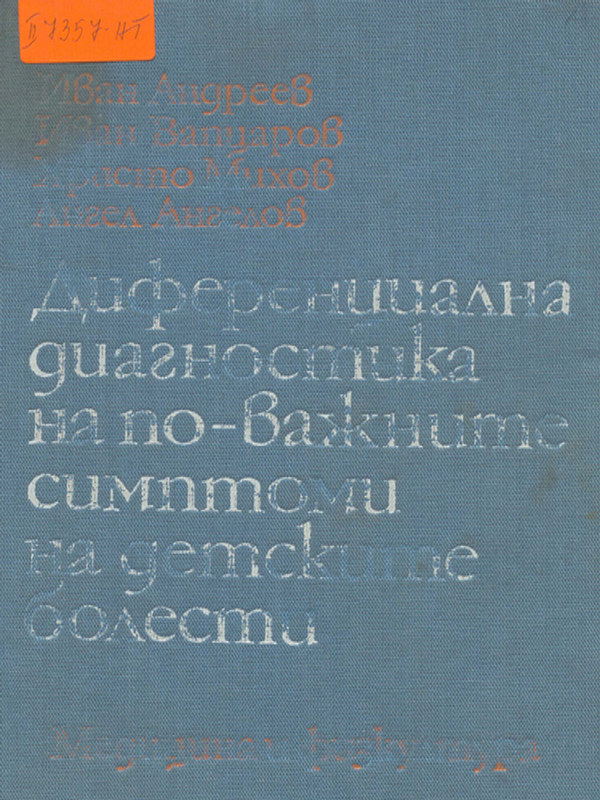 II 7357-НТ
Иван Андреев
Иван Вапцаров
Христо Михов
Ангел Ангелов
Диференциална
диагностика
на по-важните
симптоми
на детските
болести
Медицина и физкултура